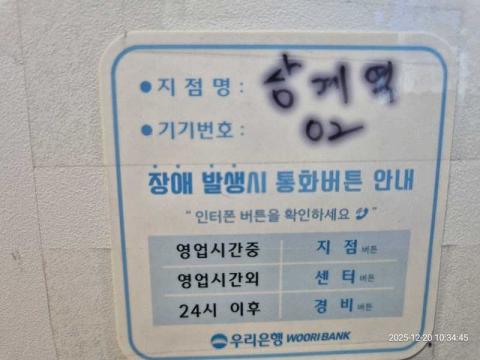 ● 지점명 : 상계역
● 기기번호 : 02
장애 발생시 통화버튼 안내
"인터폰 버튼을 확인하세요"
영업시간중 지점 버튼
영업시간외 센터 버튼
24시 이후 경비 버튼
우리은행 WOORI BANK
2025-12-20 10:34:45